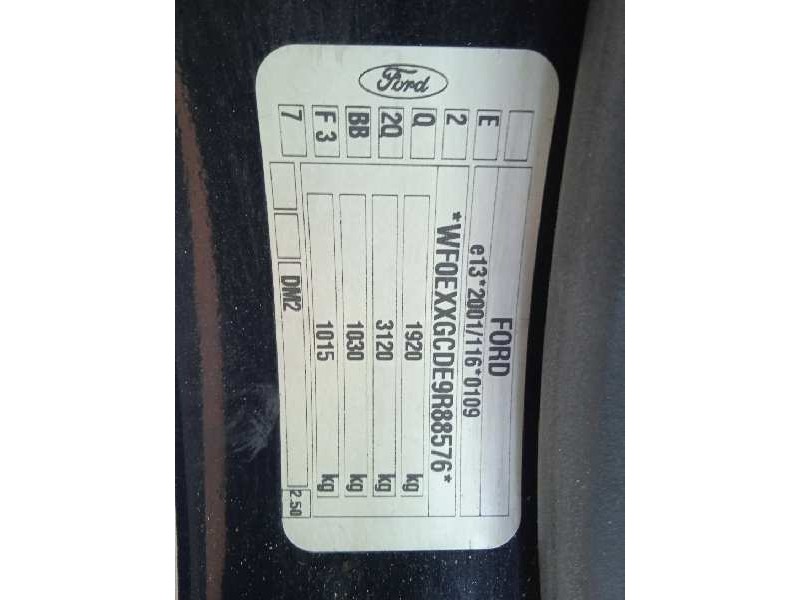 Ford
FORD
e13*2001/116*0109
*WF0EXXGCDE9R88576*
1920 kg
3120 kg
1030 kg
1015 kg
E
2
Q
2Q
BB
F 3
7
DM2
2.50